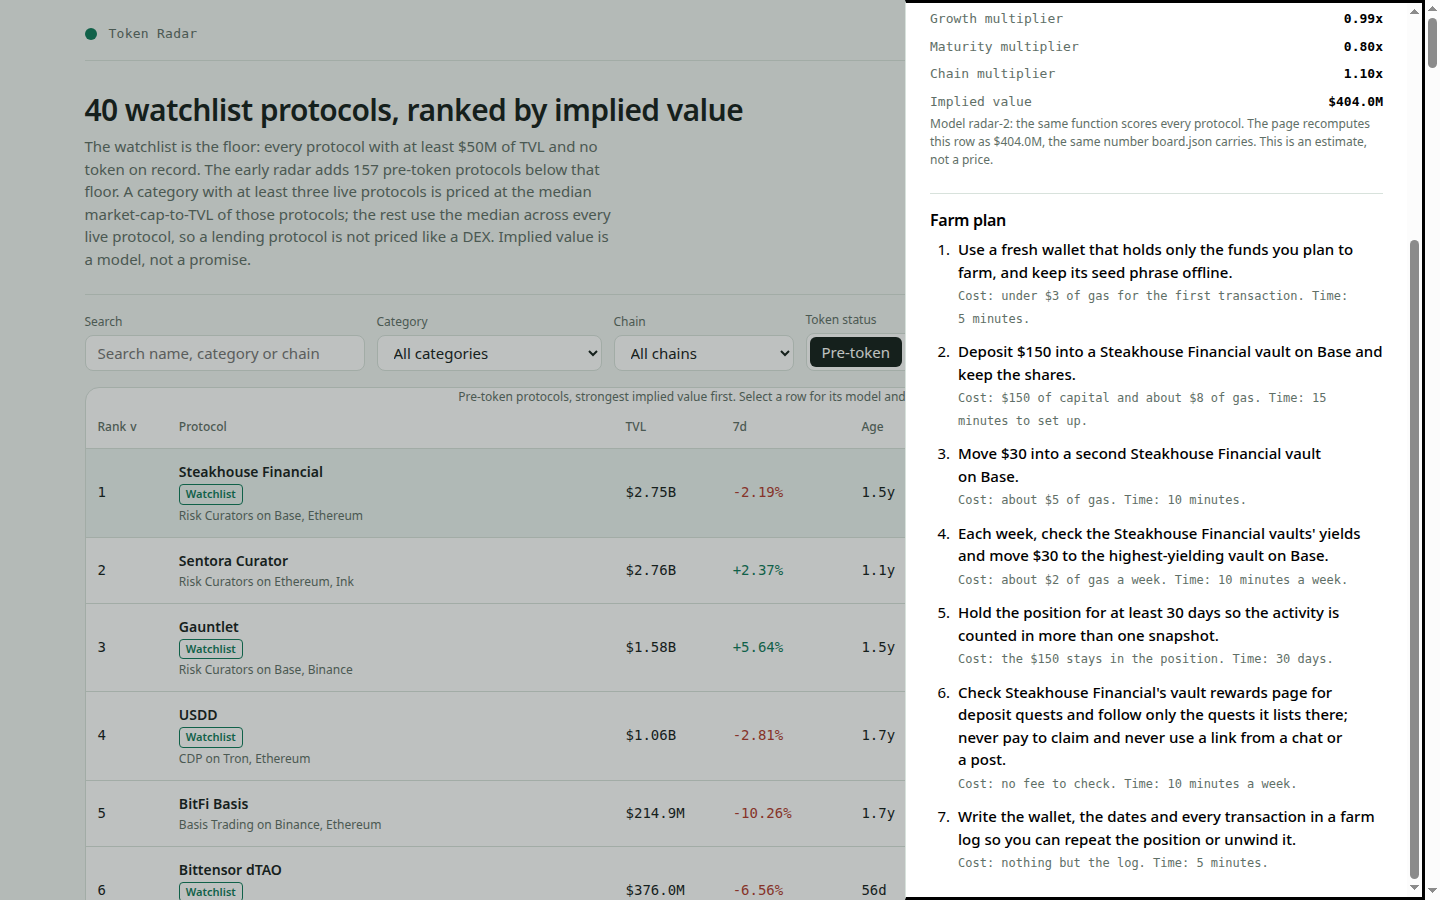 Token Radar
40 watchlist protocols, ranked by implied value
The watchlist is the floor: every protocol with at least $50M of TVL and no
token on record. The early radar adds 157 pre-token protocols below that
floor. A category with at least three live protocols is priced at the median
market-cap-to-TVL of those protocols; the rest use the median across every
live protocol, so a lending protocol is not priced like a DEX. Implied value is
a model, not a promise.
Search
Category
Chain
Token status
Search name, category or chain
All categories
All chains
Pre-token
Pre-token protocols, strongest implied value first. Select a row for its model and
Rank v Protocol TVL 7d Age
Steakhouse Financial
1 Watchlist $2.75B -2.19% 1.5y
Risk Curators on Base, Ethereum
Sentora Curator
2 $2.76B +2.37% 1.1y
Risk Curators on Ethereum, Ink
Gauntlet
3 Watchlist $1.58B +5.64% 1.5y
Risk Curators on Base, Binance
USDD
4 Watchlist $1.06B -2.81% 1.7y
CDP on Tron, Ethereum
BitFi Basis
5 $214.9M -10.26% 1.7y
Basis Trading on Binance, Ethereum
Bittensor dTAO
6 Watchlist $376.0M -6.56% 56d
Growth multiplier 0.99x
Maturity multiplier 0.80x
Chain multiplier 1.10x
Implied value $404.0M
Model radar-2: the same function scores every protocol. The page recomputes
this row as $404.0M, the same number board.json carries. This is an estimate,
not a price.
Farm plan
1. Use a fresh wallet that holds only the funds you plan to
farm, and keep its seed phrase offline.
Cost: under $3 of gas for the first transaction. Time:
5 minutes.
2. Deposit $150 into a Steakhouse Financial vault on Base and
keep the shares.
Cost: $150 of capital and about $8 of gas. Time: 15
minutes to set up.
3. Move $30 into a second Steakhouse Financial vault
on Base.
Cost: about $5 of gas. Time: 10 minutes.
4. Each week, check the Steakhouse Financial vaults' yields
and move $30 to the highest-yielding vault on Base.
Cost: about $2 of gas a week. Time: 10 minutes a week.
5. Hold the position for at least 30 days so the activity is
counted in more than one snapshot.
Cost: the $150 stays in the position. Time: 30 days.
6. Check Steakhouse Financial's vault rewards page for
deposit quests and follow only the quests it lists there;
never pay to claim and never use a link from a chat or
a post.
Cost: no fee to check. Time: 10 minutes a week.
7. Write the wallet, the dates and every transaction in a farm
log so you can repeat the position or unwind it.
Cost: nothing but the log. Time: 5 minutes.